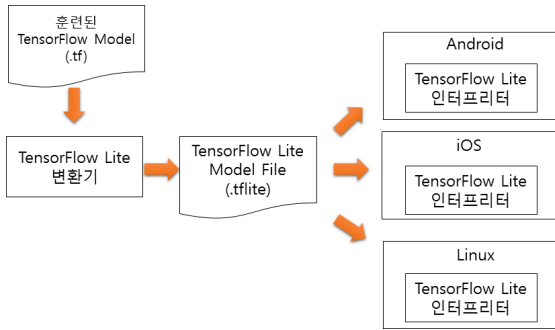 훈련된
TensorFlow Model
(.tf)
TensorFlow Lite
변환기
TensorFlow Lite
Model File
(.tflite)
Android
TensorFlow Lite
인터프리터
iOS
TensorFlow Lite
인터프리터
Linux
TensorFlow Lite
인터프리터